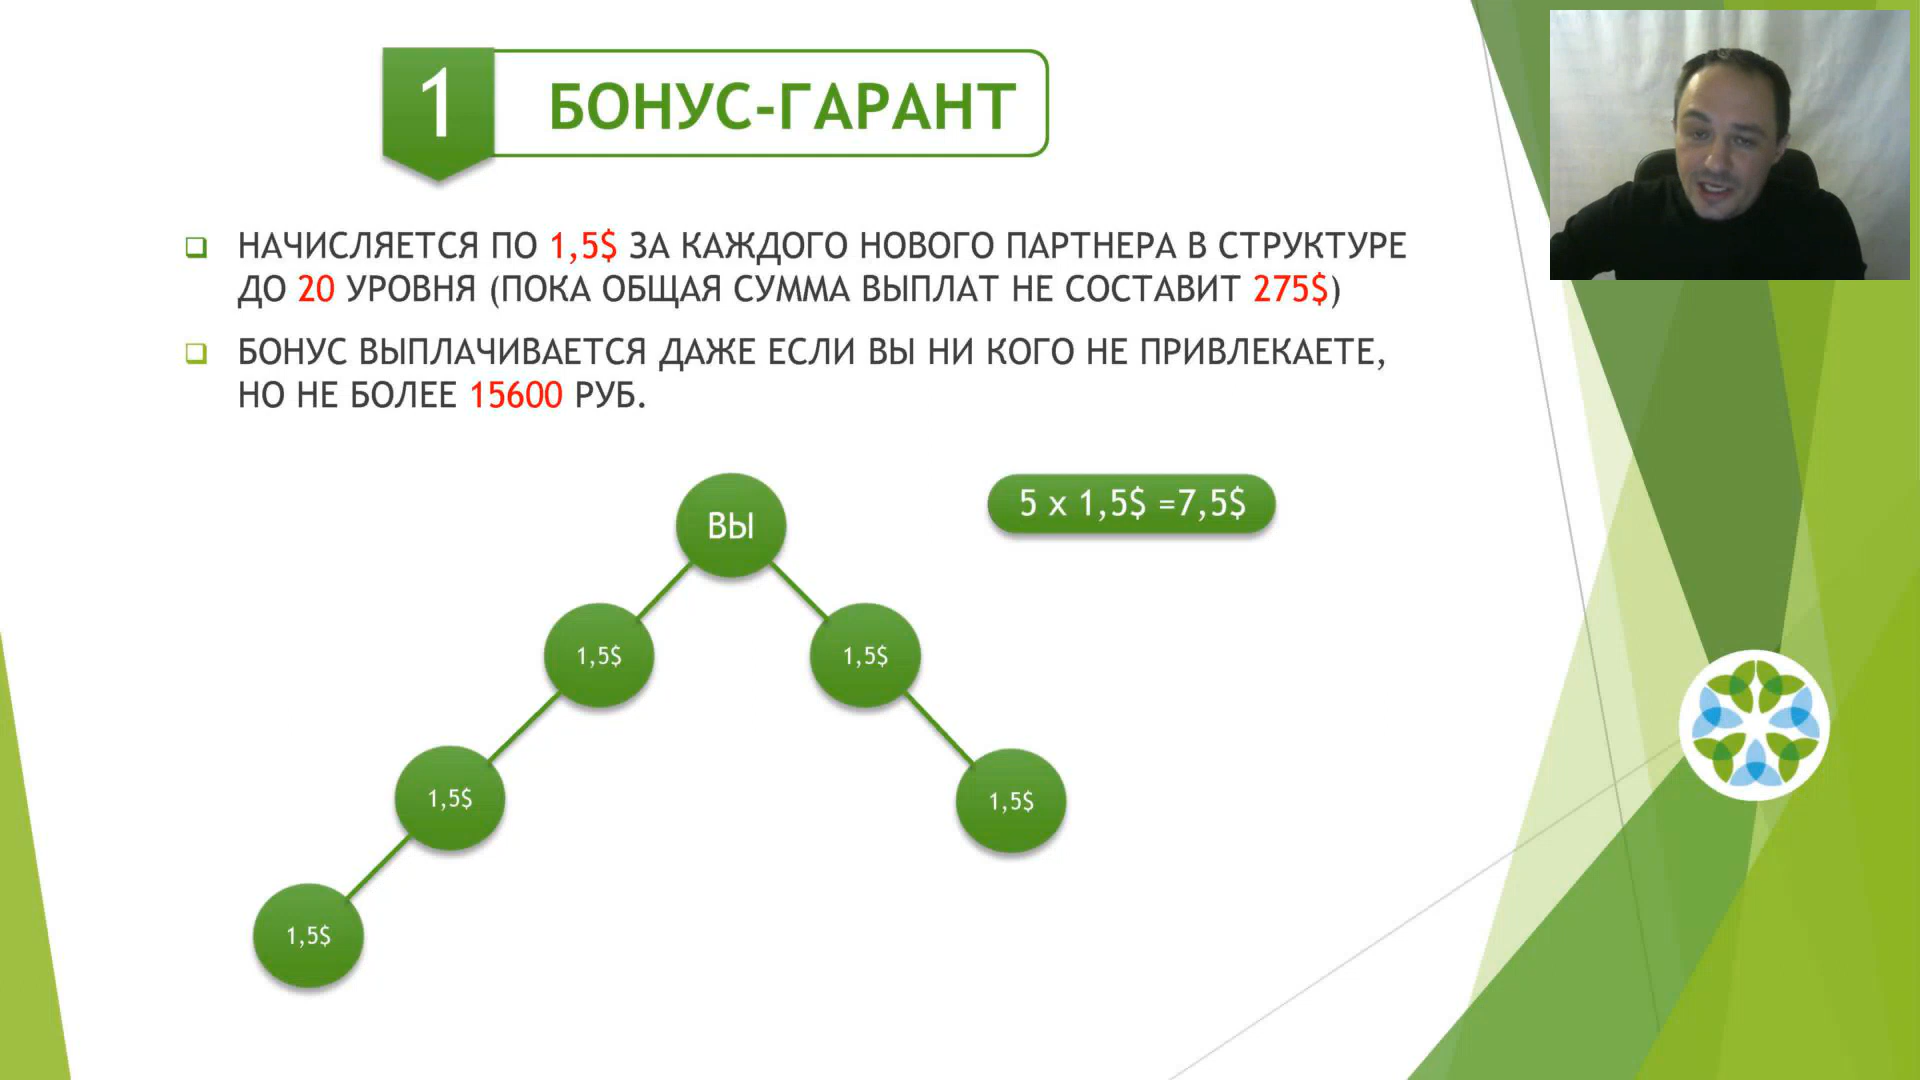 1
БОНУС-ГАРАНТ
НАЧИСЛЯЕТСЯ ПО 1,5$ ЗА КАЖДОГО НОВОГО ПАРТНЕРА В СТРУКТУРЕ
ДО 20 УРОВНЯ (ПОКА ОБЩАЯ СУММА ВЫПЛАТ НЕ СОСТАВИТ 275$)
БОНУС ВЫПЛАЧИВАЕТСЯ ДАЖЕ ЕСЛИ ВЫ НИ КОГО НЕ ПРИВЛЕКАЕТЕ,
НО НЕ БОЛЕЕ 15600 РУБ.
5 х 1,5$ =7,5$
ВЫ
1,5$
1,5$
1,5$
1,5$
1,5$